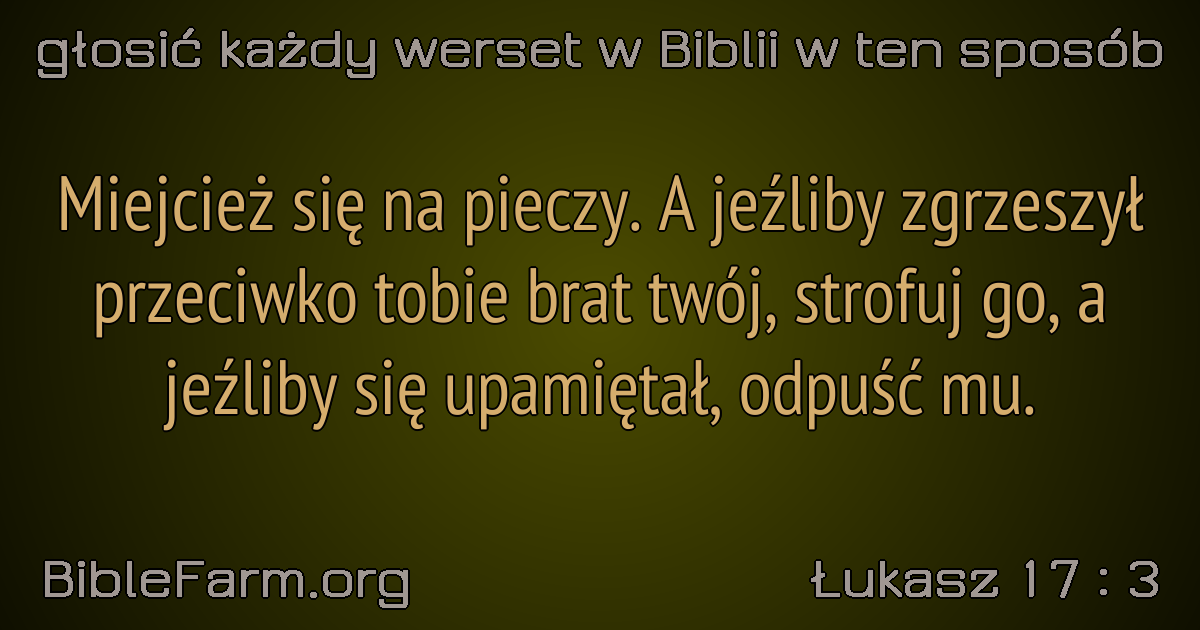 głosić każdy werset w Biblii w ten sposób
Miejcież się na pieczy. A jeźliby zgrzeszył
przeciwko tobie brat twój, strofuj go, a
jeźliby się upamiętał, odpuść mu.
BibleFarm.org
Łukasz 17 : 3